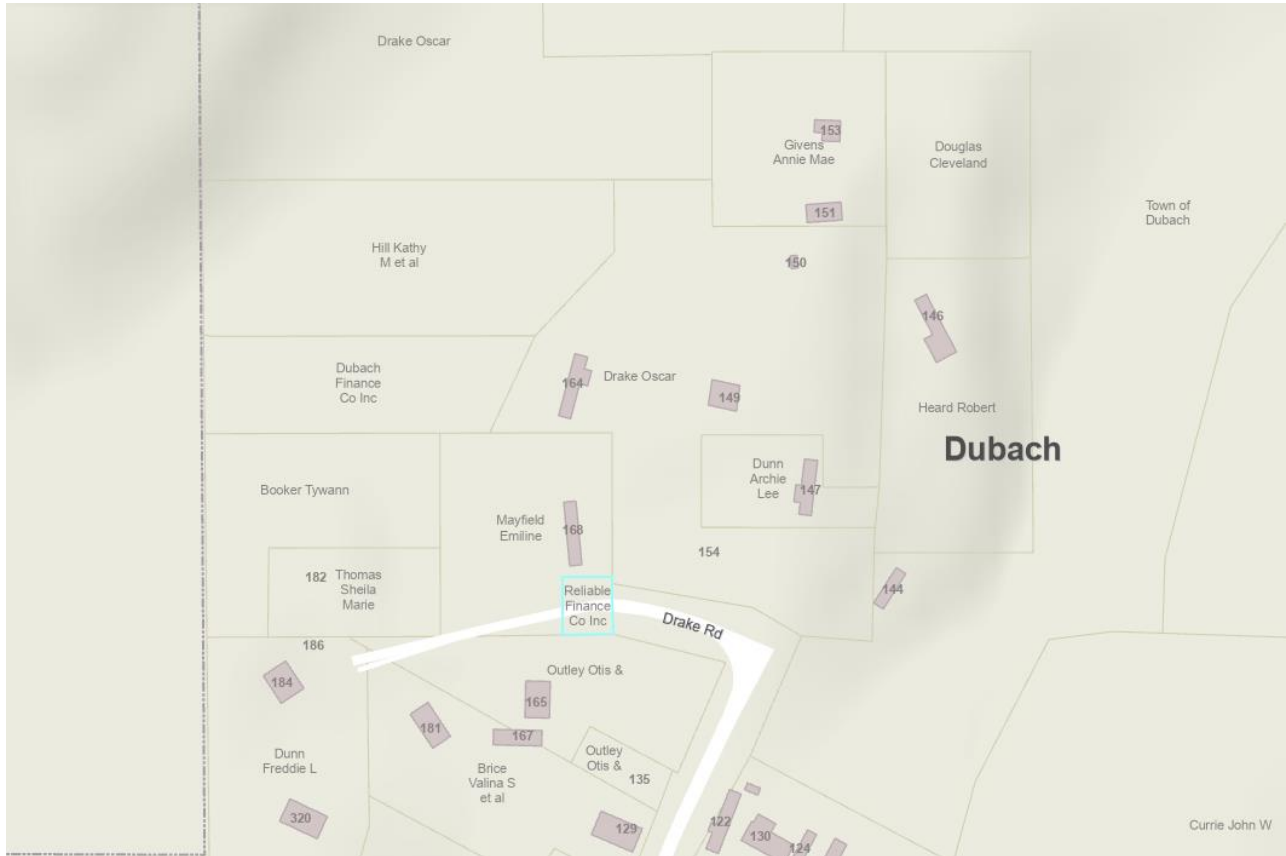 Drake Oscar
153
Givens
Annie Mae
Douglas
Cleveland
151
Town of
Dubach
Hill Kathy
M et al
150
146
Dubach
Finance
Co Inc
164
Drake Oscar
149
Heard Robert
Dubach
Dunn
Archie
Lee
147
Booker Tywann
Mayfield
Emiline
168
154
182
Thomas
Sheila
Marie
Reliable
Finance
Co Inc
144
Drake Rd
186
184
Outley Otis &
165
181
167
Dunn
Freddie L
Brice
Valina S
et al
Outley
Otis &
135
320
129
122
130
124
Currie John W